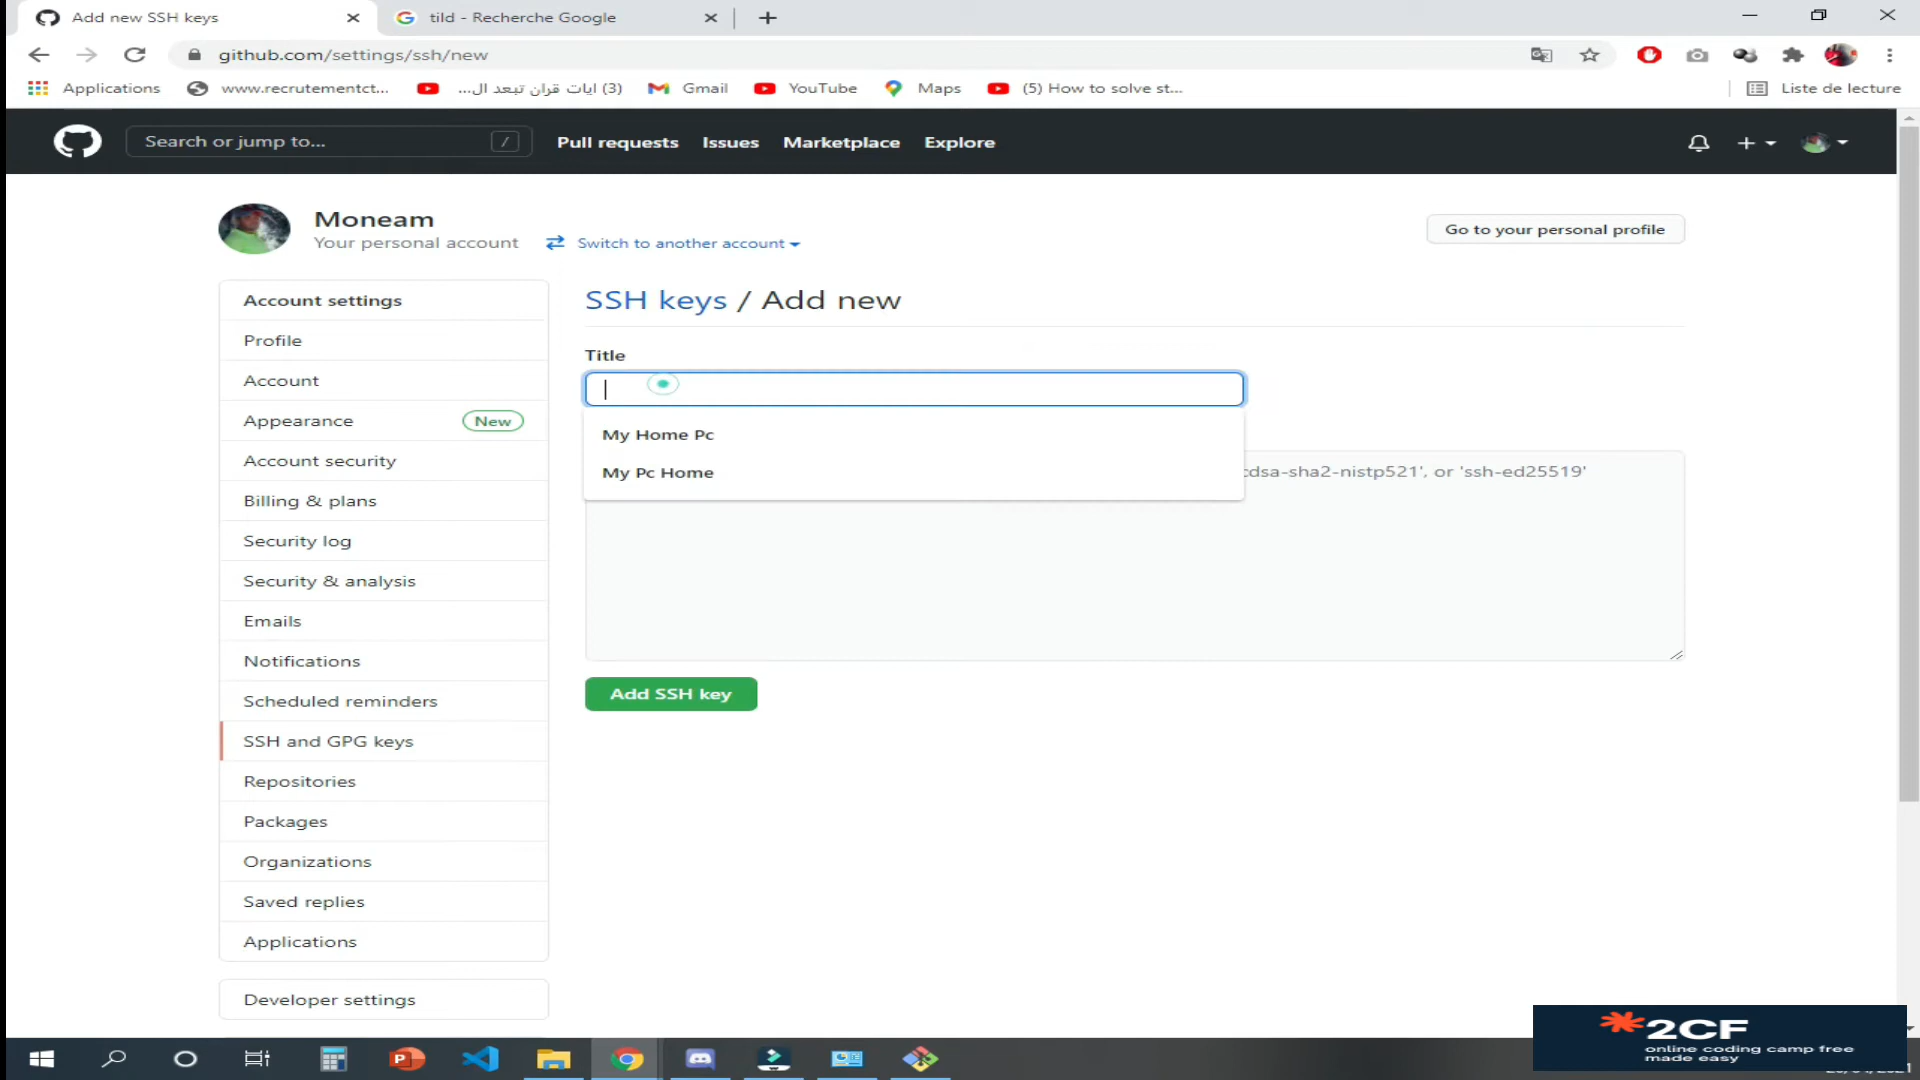 Add new SSH keys
tild - Recherche Google
github.com/settings/ssh/new
Applications
www.recrutementct...
(3) ايات قران تبعد ال...
Gmail
YouTube
Maps
(5) How to solve st...
Liste de lecture
Search or jump to...
/
Pull requests
Issues
Marketplace
Explore
Moneam
Your personal account
Switch to another account
Go to your personal profile
Account settings
Profile
Account
Appearance
New
Account security
Billing & plans
Security log
Security & analysis
Emails
Notifications
Scheduled reminders
SSH and GPG keys
Repositories
Packages
Organizations
Saved replies
Applications
Developer settings
SSH keys / Add new
Title
My Home Pc
My Pc Home
cdsa-sha2-nistp521', or 'ssh-ed25519'
Add SSH key
2CF
online coding camp free
made easy